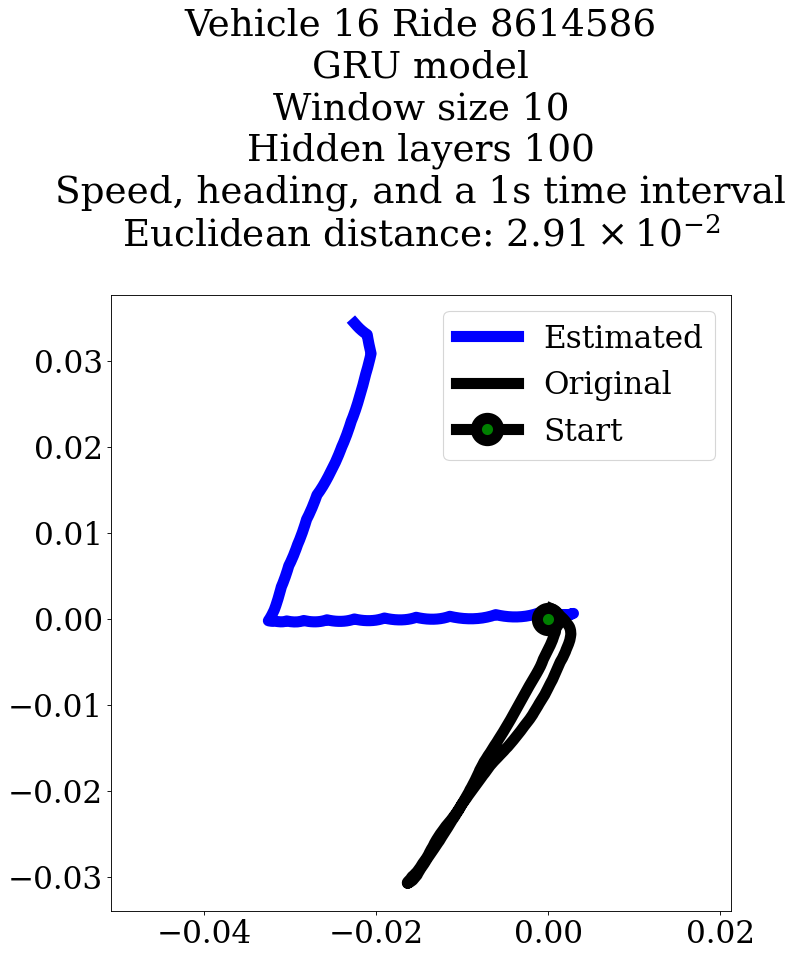 Vehicle 16 Ride 8614586
GRU model
Window size 10
Hidden layers 100
Speed, heading, and a 1s time interval
Euclidean distance: 2.91 × 10⁻²
Estimated
Original
Start
0.03
0.02
0.01
0.00
−0.01
−0.02
−0.03
−0.04 −0.02 0.00 0.02